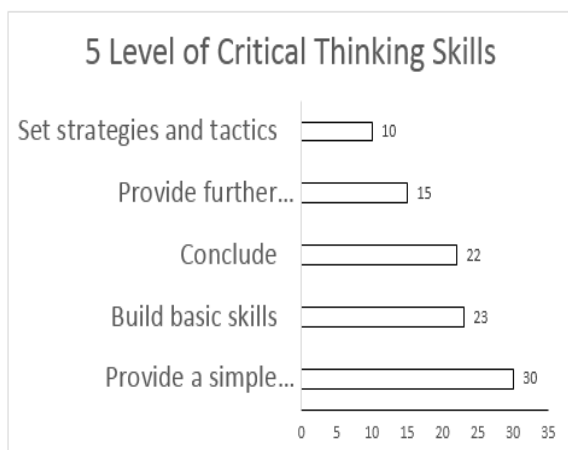 5 Level of Critical Thinking Skills
Set strategies and tactics
10
Provide further...
15
Conclude
22
Build basic skills
23
Provide a simple...
30
0 5 10 15 20 25 30 35